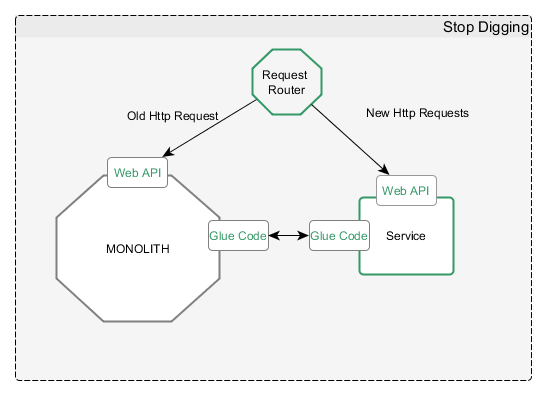 Stop Digging
Request
Router
Old Http Request
New Http Requests
Web API
Web API
Glue Code
Glue Code
Service
MONOLITH